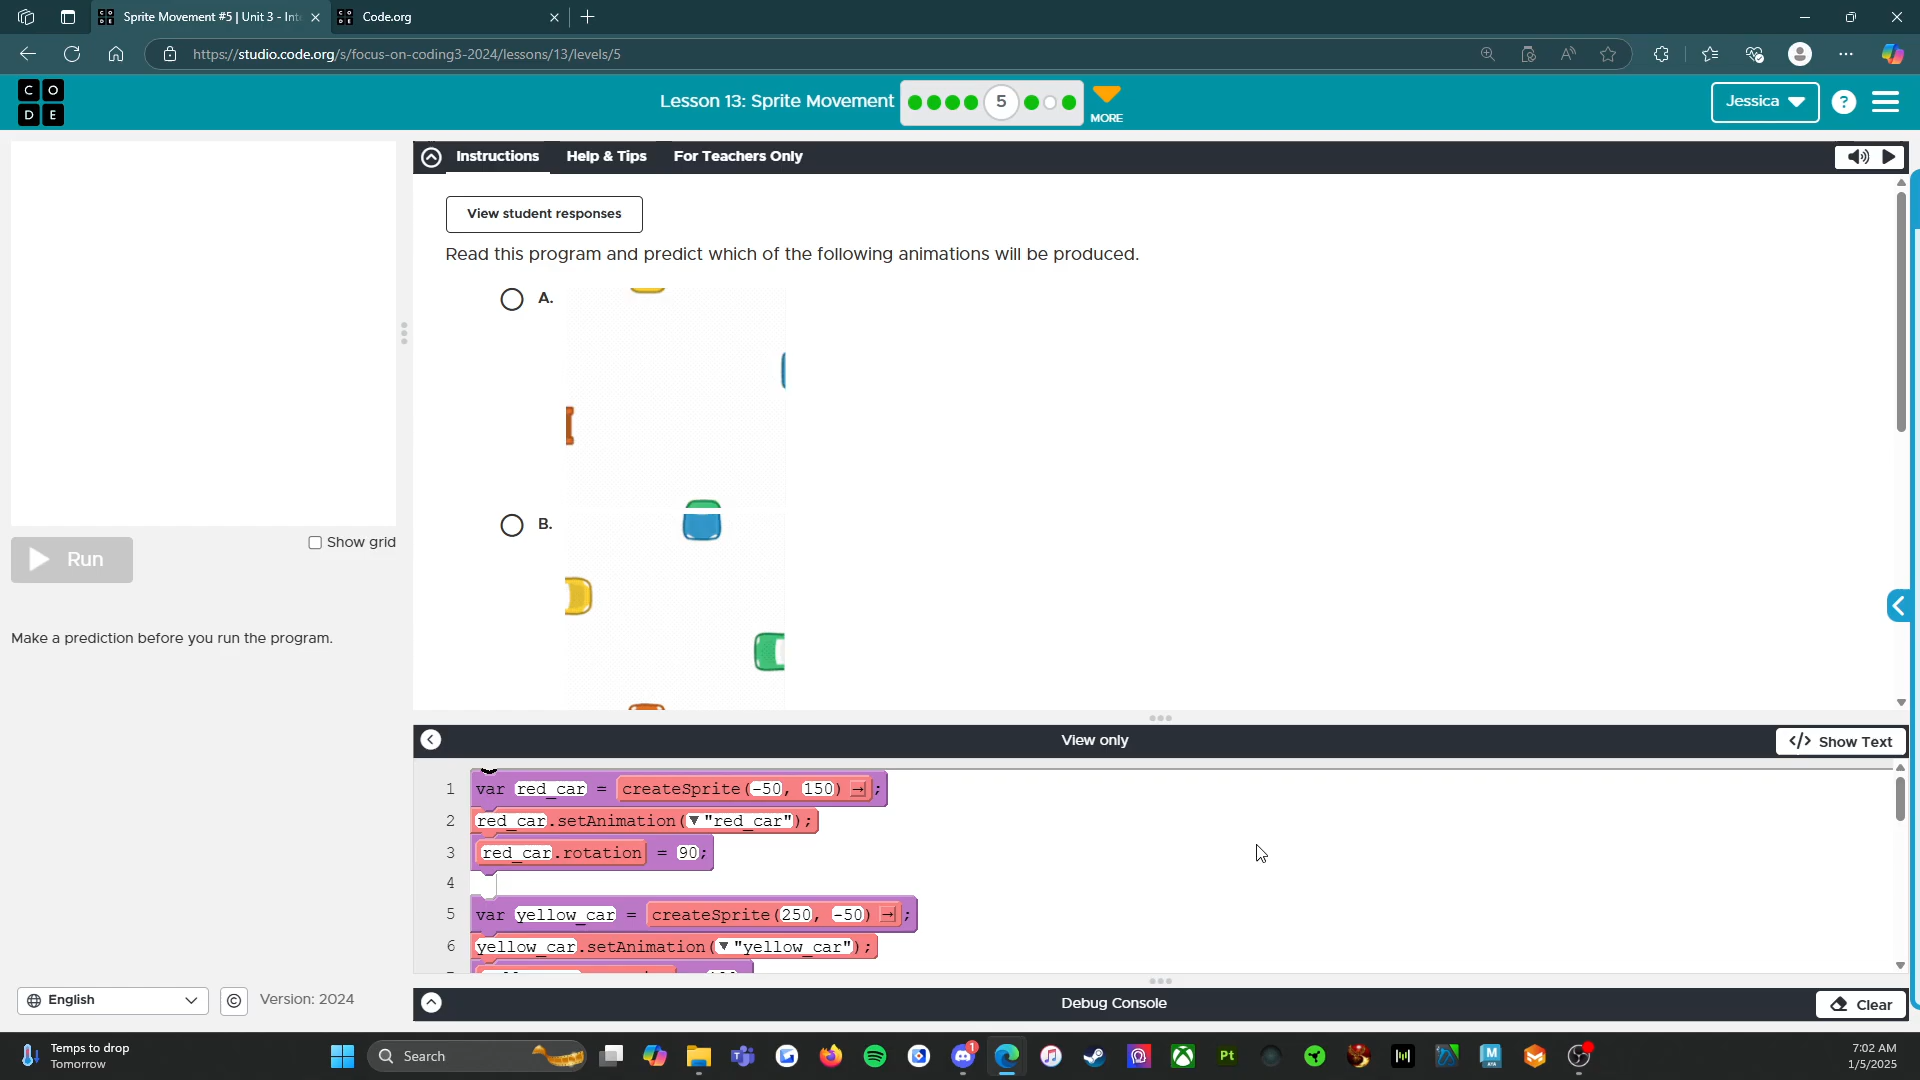 Sprite Movement #5 | Unit 3 - Int
Code.org
https://studio.code.org/s/focus-on-coding3-2024/lessons/13/levels/5
C O
D E
Lesson 13: Sprite Movement
5
MORE
Jessica
?
Instructions
Help & Tips
For Teachers Only
View student responses
Read this program and predict which of the following animations will be produced.
A.
B.
Show grid
Run
Make a prediction before you run the program.
View only
</> Show Text
1 var red_car = createSprite(-50, 150);
2 red_car.setAnimation("red_car");
3 red_car.rotation = 90;
4
5 var yellow_car = createSprite(250, -50);
6 yellow_car.setAnimation("yellow_car");
English
©
Version: 2024
Debug Console
Clear
Temps to drop
Tomorrow
Search
1
Pt
M
7:02 AM
1/5/2025